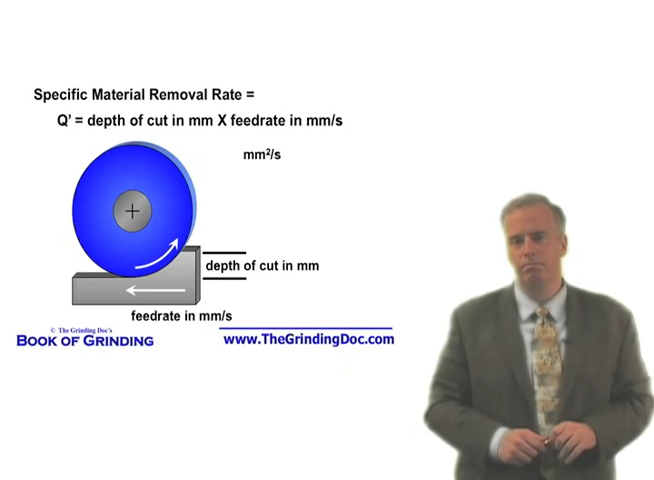 Specific Material Removal Rate =
Q' = depth of cut in mm X feedrate in mm/s
mm²/s
depth of cut in mm
feedrate in mm/s
© The Grinding Doc's
BOOK OF GRINDING
www.TheGrindingDoc.com